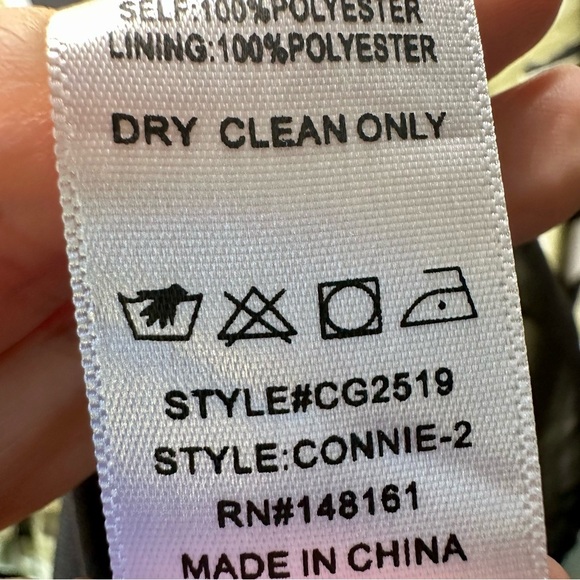 SELF:100%POLYESTER
LINING:100%POLYESTER
DRY CLEAN ONLY
STYLE#CG2519
STYLE:CONNIE-2
RN#148161
MADE IN CHINA